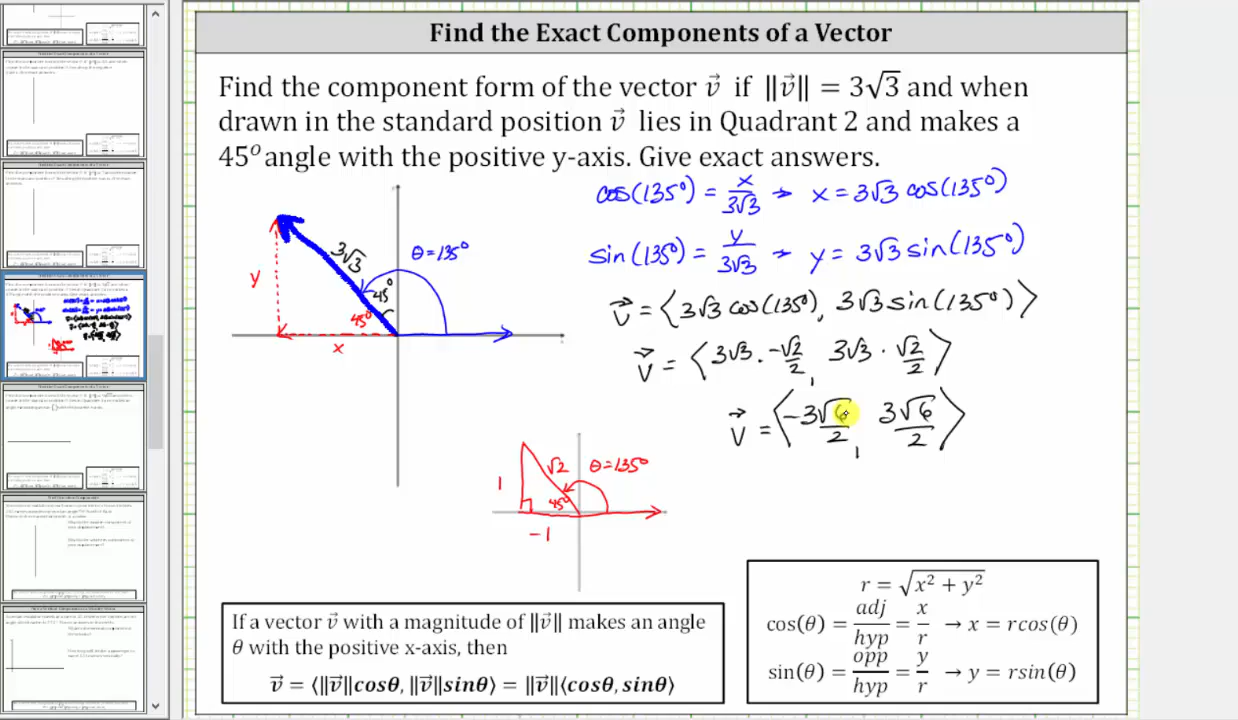 Find the Exact Components of a Vector
Find the component form of the vector v⃗ if ‖v⃗‖ = 3√3 and when
drawn in the standard position v⃗ lies in Quadrant 2 and makes a
45° angle with the positive y-axis. Give exact answers.
cos(135°) = x/3√3 → x = 3√3 cos(135°)
sin(135°) = y/3√3 → y = 3√3 sin(135°)
v⃗ = ⟨3√3 cos(135°), 3√3 sin(135°)⟩
v⃗ = ⟨3√3 · -√2/2, 3√3 · √2/2⟩
v⃗ = ⟨-3√6/2, 3√6/2⟩
3√3
θ=135°
y
45°
45°
x
√2
θ=135°
1
45°
-1
If a vector v⃗ with a magnitude of ‖v⃗‖ makes an angle
θ with the positive x-axis, then
v⃗ = ⟨‖v⃗‖cosθ, ‖v⃗‖sinθ⟩ = ‖v⃗‖⟨cosθ, sinθ⟩
r = √(x² + y²)
cos(θ) = adj/hyp = x/r → x = rcos(θ)
sin(θ) = opp/hyp = y/r → y = rsin(θ)